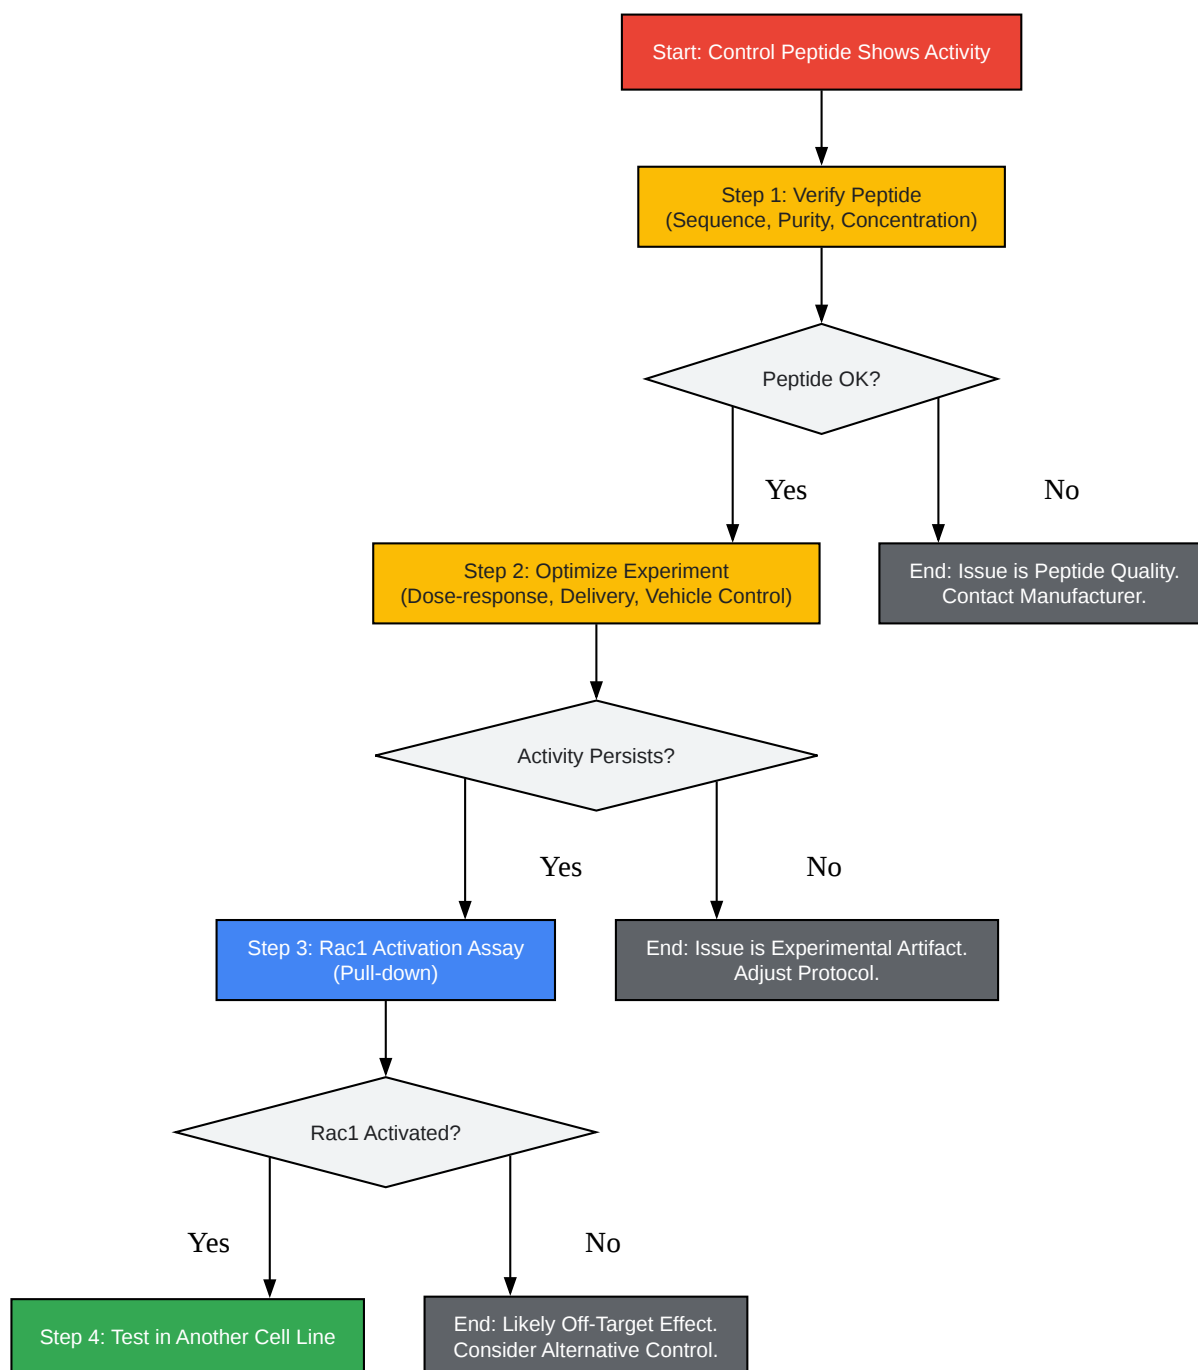 Start: Control Peptide Shows Activity
Step 1: Verify Peptide
(Sequence, Purity, Concentration)
Peptide OK?
Yes
No
Step 2: Optimize Experiment
(Dose-response, Delivery, Vehicle Control)
End: Issue is Peptide Quality.
Contact Manufacturer.
Activity Persists?
Yes
No
Step 3: Rac1 Activation Assay
(Pull-down)
End: Issue is Experimental Artifact.
Adjust Protocol.
Rac1 Activated?
Yes
No
Step 4: Test in Another Cell Line
End: Likely Off-Target Effect.
Consider Alternative Control.